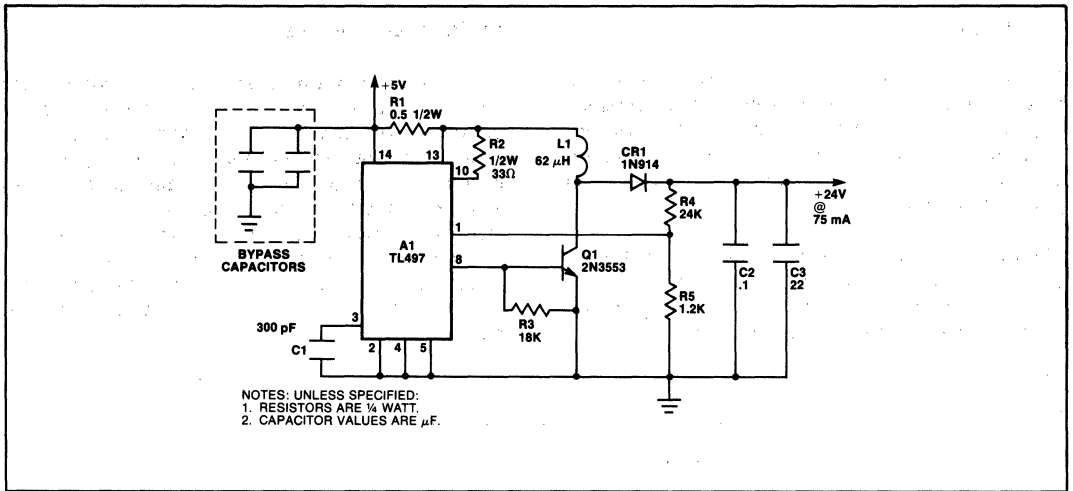 +5V
R1
0.5 1/2W
R2
1/2W
33Ω
14
13
10
L1
62 μH
CR1
1N914
+24V
@
75 mA
R4
24K
1
A1
TL497
8
Q1
2N3553
BYPASS
CAPACITORS
C2
.1
C3
22
R5
1.2K
R3
18K
3
300 pF
C1
2
4
5
NOTES: UNLESS SPECIFIED:
1. RESISTORS ARE ¼ WATT.
2. CAPACITOR VALUES ARE μF.